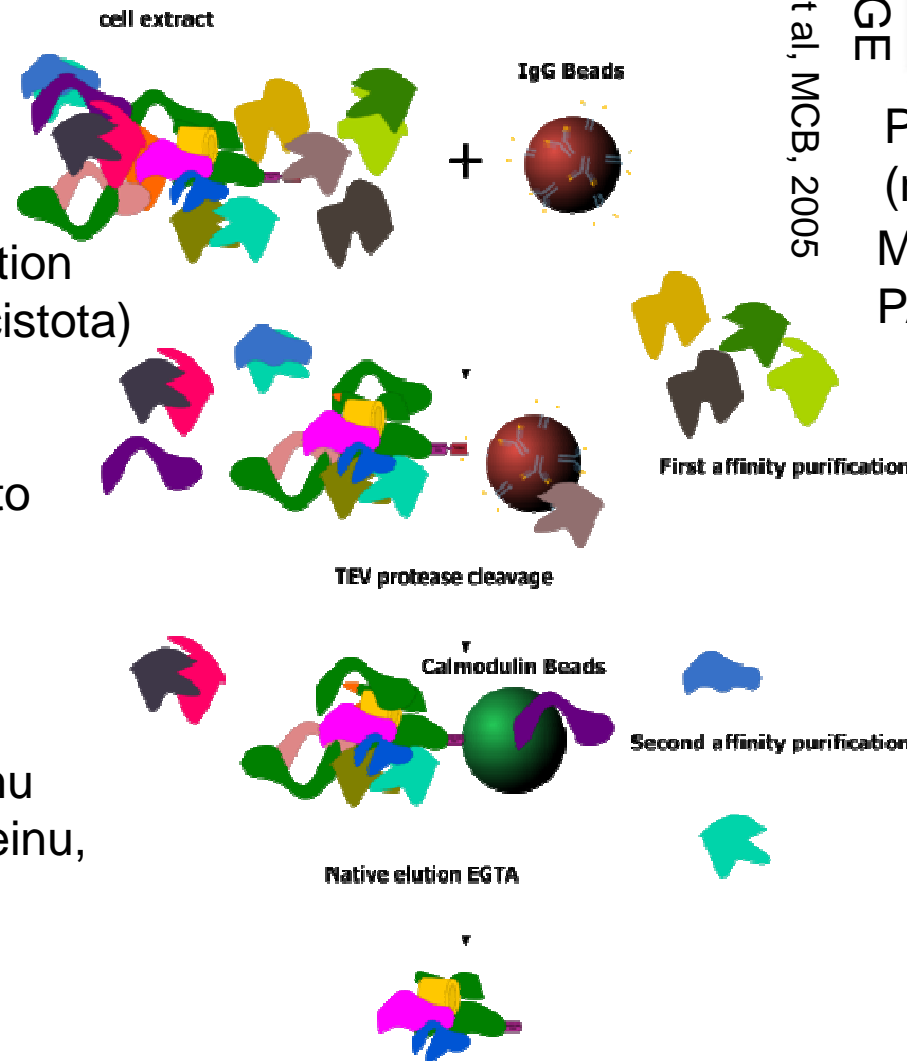 cell extract
t al, MCB, 2005
GE
IgG Beads
+
P
M
tion
cistota)
First affinity purification
to
TEV protease cleavage
Calmodulin Beads
Second affinity purification
nu
einu,
Native elution EGTA